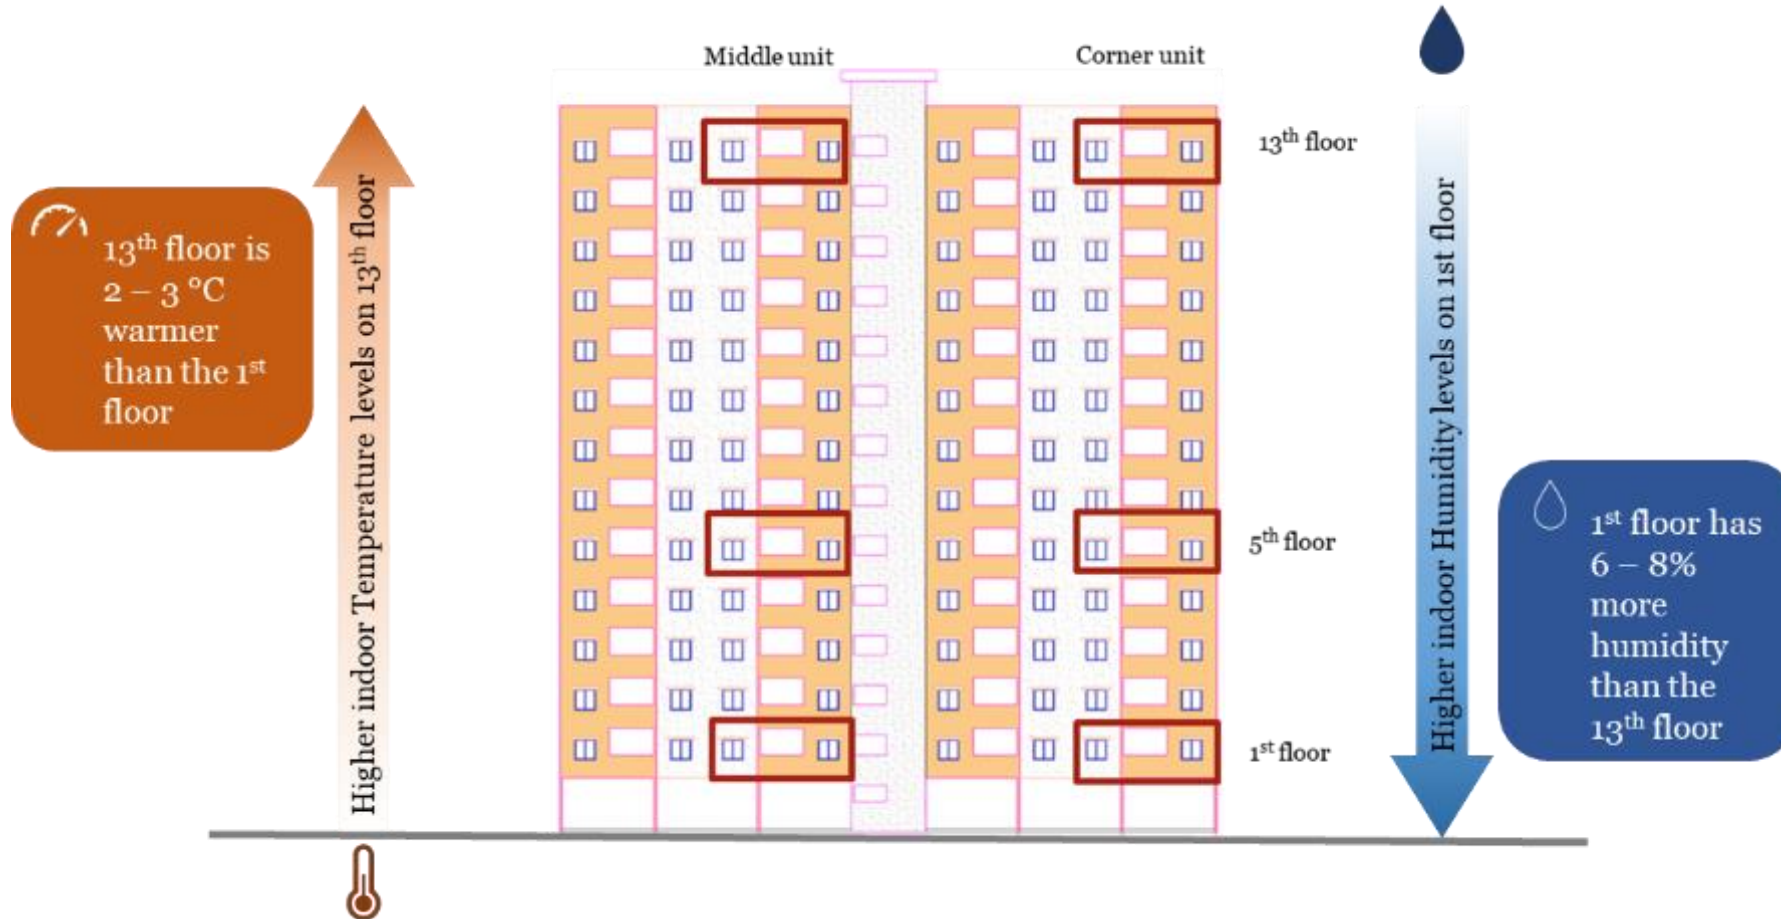 Middle unit
Corner unit
13th floor
5th floor
1st floor
Higher indoor Temperature levels on 13th floor
13th floor is
2 – 3 °C
warmer
than the 1st
floor
Higher indoor Humidity levels on 1st floor
1st floor has
6 – 8%
more
humidity
than the
13th floor